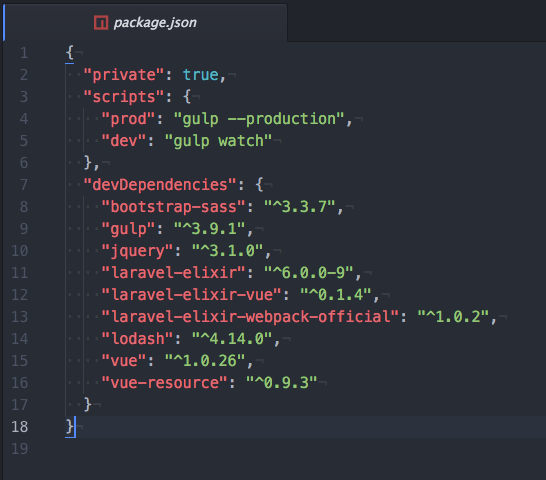 package.json
1 {
2 "private": true,
3 "scripts": {
4 "prod": "gulp --production",
5 "dev": "gulp watch"
6 },
7 "devDependencies": {
8 "bootstrap-sass": "^3.3.7",
9 "gulp": "^3.9.1",
10 "jquery": "^3.1.0",
11 "laravel-elixir": "^6.0.0-9",
12 "laravel-elixir-vue": "^0.1.4",
13 "laravel-elixir-webpack-official": "^1.0.2",
14 "lodash": "^4.14.0",
15 "vue": "^1.0.26",
16 "vue-resource": "^0.9.3"
17 }
18 }
19